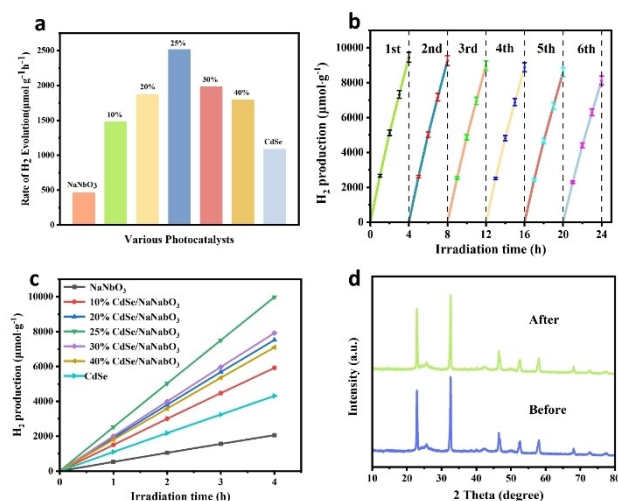 a
Rate of H2 Evolution(μmol g⁻¹h⁻¹)
2500
2000
1500
1000
500
0
NaNbO3
10%
20%
25%
30%
40%
CdSe
Various Photocatalysts
b
H2 production (μmol·g⁻¹)
10000
8000
6000
4000
2000
0
1st 2nd 3rd 4th 5th 6th
0 4 8 12 16 20 24
Irradiation time (h)
c
H2 production (μmol·g⁻¹)
10000
8000
6000
4000
2000
0
NaNbO3
10% CdSe/NaNabO3
20% CdSe/NaNabO3
25% CdSe/NaNabO3
30% CdSe/NaNabO3
40% CdSe/NaNabO3
CdSe
0 1 2 3 4
Irradiation time (h)
d
Intensity (a.u.)
After
Before
10 20 30 40 50 60 70 80
2 Theta (degree)